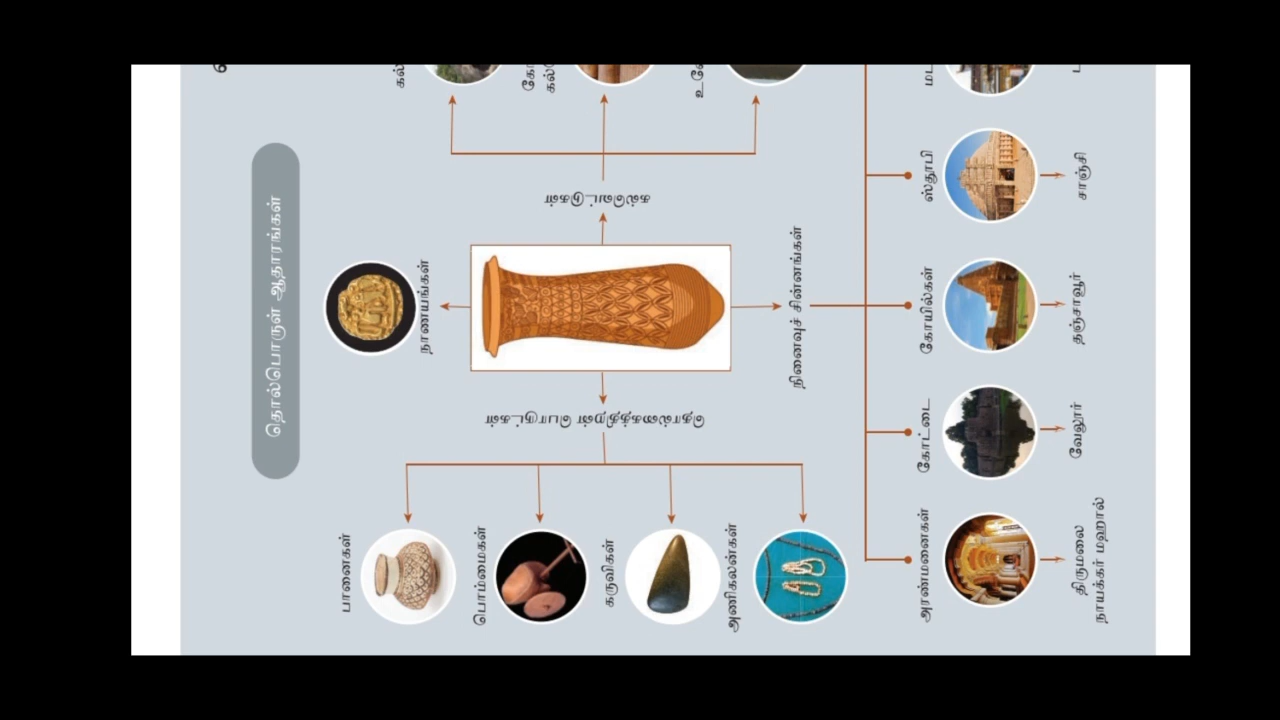 தொல்பொருள் ஆதாரங்கள்
நாணயங்கள்
கல்வெட்டுகள்
தொல்கைத்திறன் பொருட்கள்
நினைவுச் சின்னங்கள்
பானைகள்
பொம்மைகள்
கருவிகள்
அணிகலன்கள்
அரண்மனைகள்
கோட்டை
கோயில்கள்
ஸ்தூபி
திருமலை
நாயக்கர் மஹால்
வேலூர்
தஞ்சாவூர்
சாஞ்சி